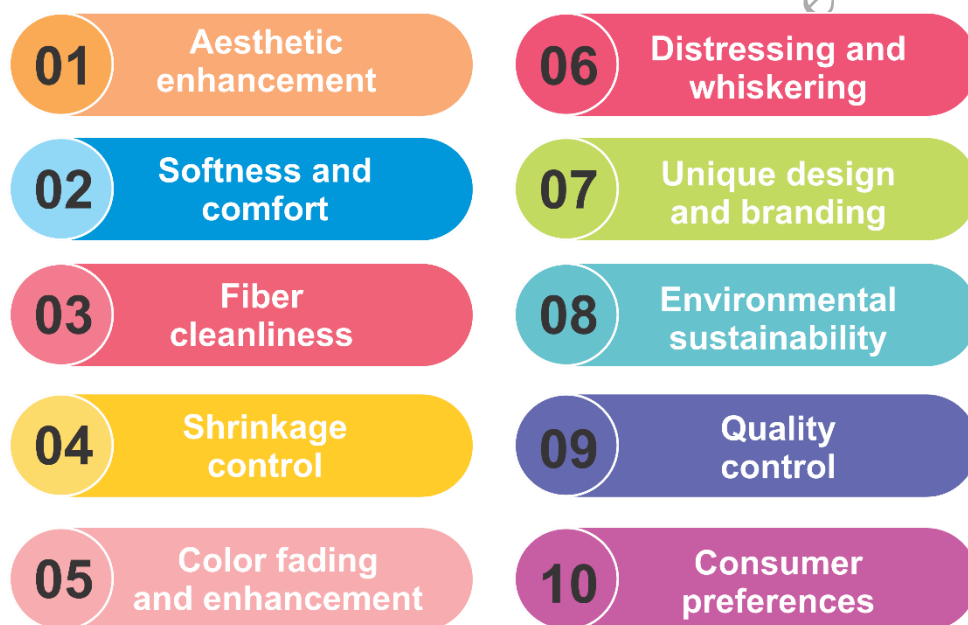 01
Aesthetic
enhancement
02
Softness and
comfort
03
Fiber
cleanliness
04
Shrinkage
control
05
Color fading
and enhancement
06
Distressing and
whiskering
07
Unique design
and branding
08
Environmental
sustainability
09
Quality
control
10
Consumer
preferences